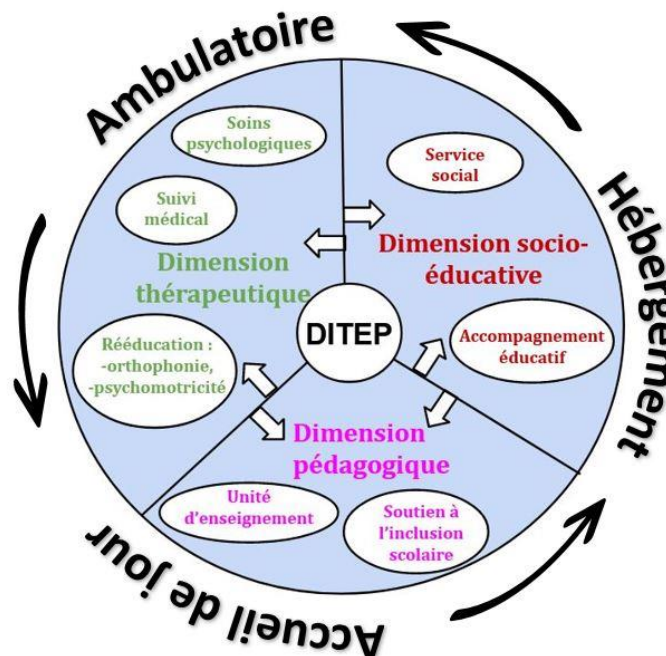 Ambulatoire
Soins
psychologiques
Suivi
médical
Dimension
thérapeutique
Rééducation :
-orthophonie,
-psychomotricité
Service
social
Dimension socio-
éducative
Accompagnement
éducatif
Hébergement
DITEP
Dimension
pédagogique
Unité
d'enseignement
Soutien à
l'inclusion
scolaire
Accueil de jour